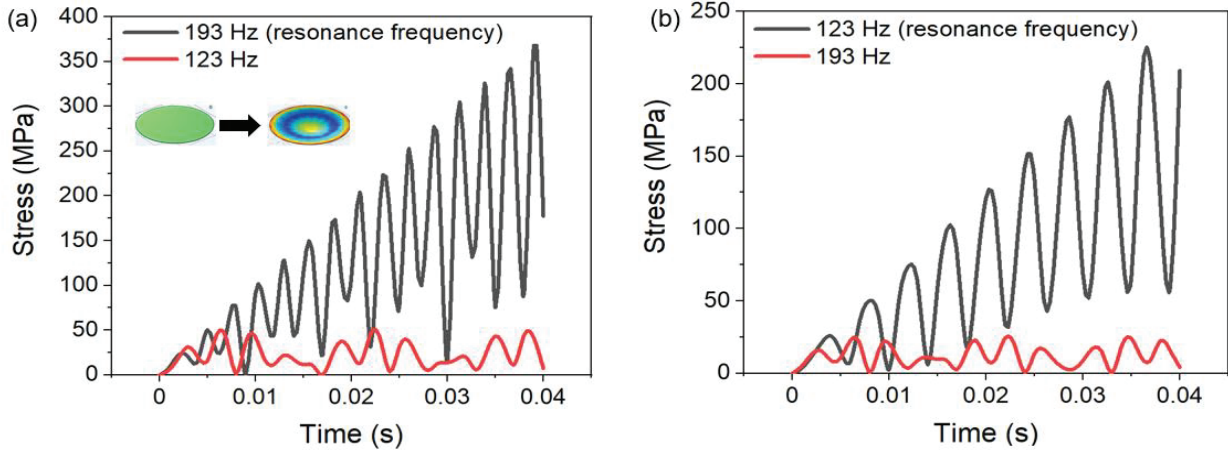 (a)
400
350
300
250
200
150
100
50
0
Stress (MPa)
193 Hz (resonance frequency)
123 Hz
0
0.01
0.02
0.03
0.04
Time (s)
(b)
250
200
150
100
50
0
Stress (MPa)
123 Hz (resonance frequency)
193 Hz
0
0.01
0.02
0.03
0.04
Time (s)